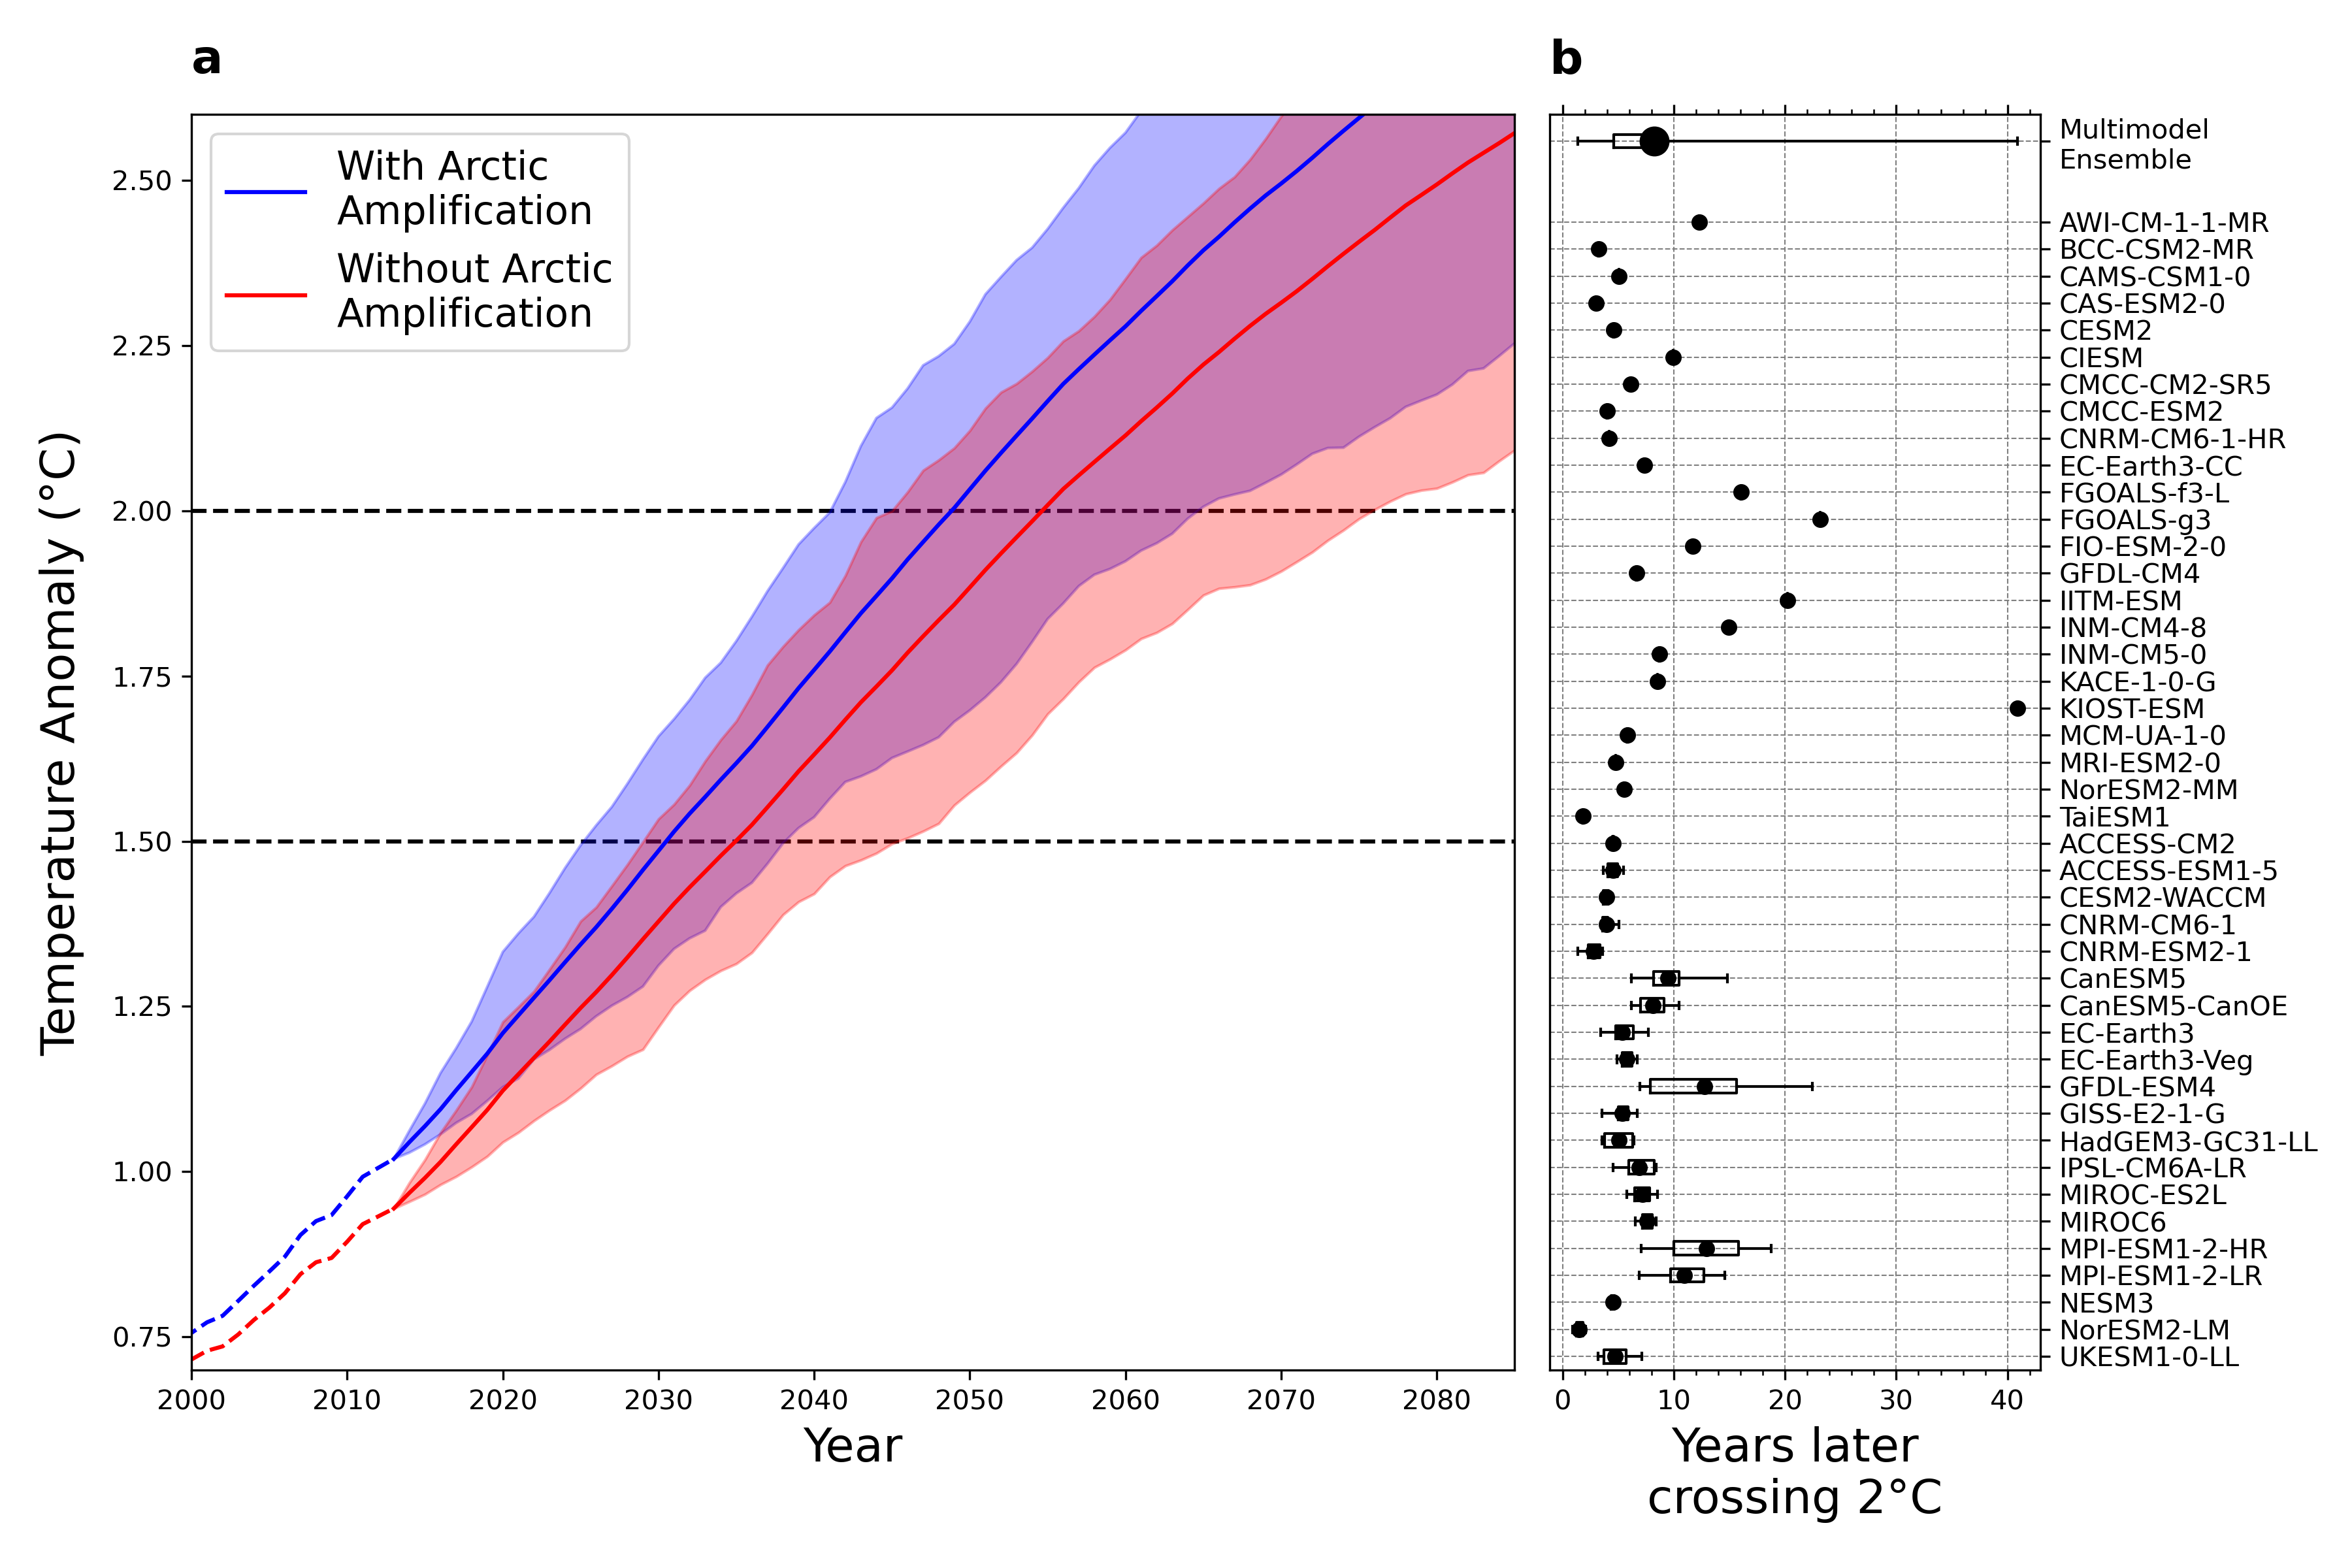 a
b
With Arctic
Amplification
Without Arctic
Amplification
Temperature Anomaly (°C)
2.50
2.25
2.00
1.75
1.50
1.25
1.00
0.75
2000 2010 2020 2030 2040 2050 2060 2070 2080
Year
Multimodel
Ensemble
AWI-CM-1-1-MR
BCC-CSM2-MR
CAMS-CSM1-0
CAS-ESM2-0
CESM2
CIESM
CMCC-CM2-SR5
CMCC-ESM2
CNRM-CM6-1-HR
EC-Earth3-CC
FGOALS-f3-L
FGOALS-g3
FIO-ESM-2-0
GFDL-CM4
IITM-ESM
INM-CM4-8
INM-CM5-0
KACE-1-0-G
KIOST-ESM
MCM-UA-1-0
MRI-ESM2-0
NorESM2-MM
TaiESM1
ACCESS-CM2
ACCESS-ESM1-5
CESM2-WACCM
CNRM-CM6-1
CNRM-ESM2-1
CanESM5
CanESM5-CanOE
EC-Earth3
EC-Earth3-Veg
GFDL-ESM4
GISS-E2-1-G
HadGEM3-GC31-LL
IPSL-CM6A-LR
MIROC-ES2L
MIROC6
MPI-ESM1-2-HR
MPI-ESM1-2-LR
NESM3
NorESM2-LM
UKESM1-0-LL
0 10 20 30 40
Years later
crossing 2°C